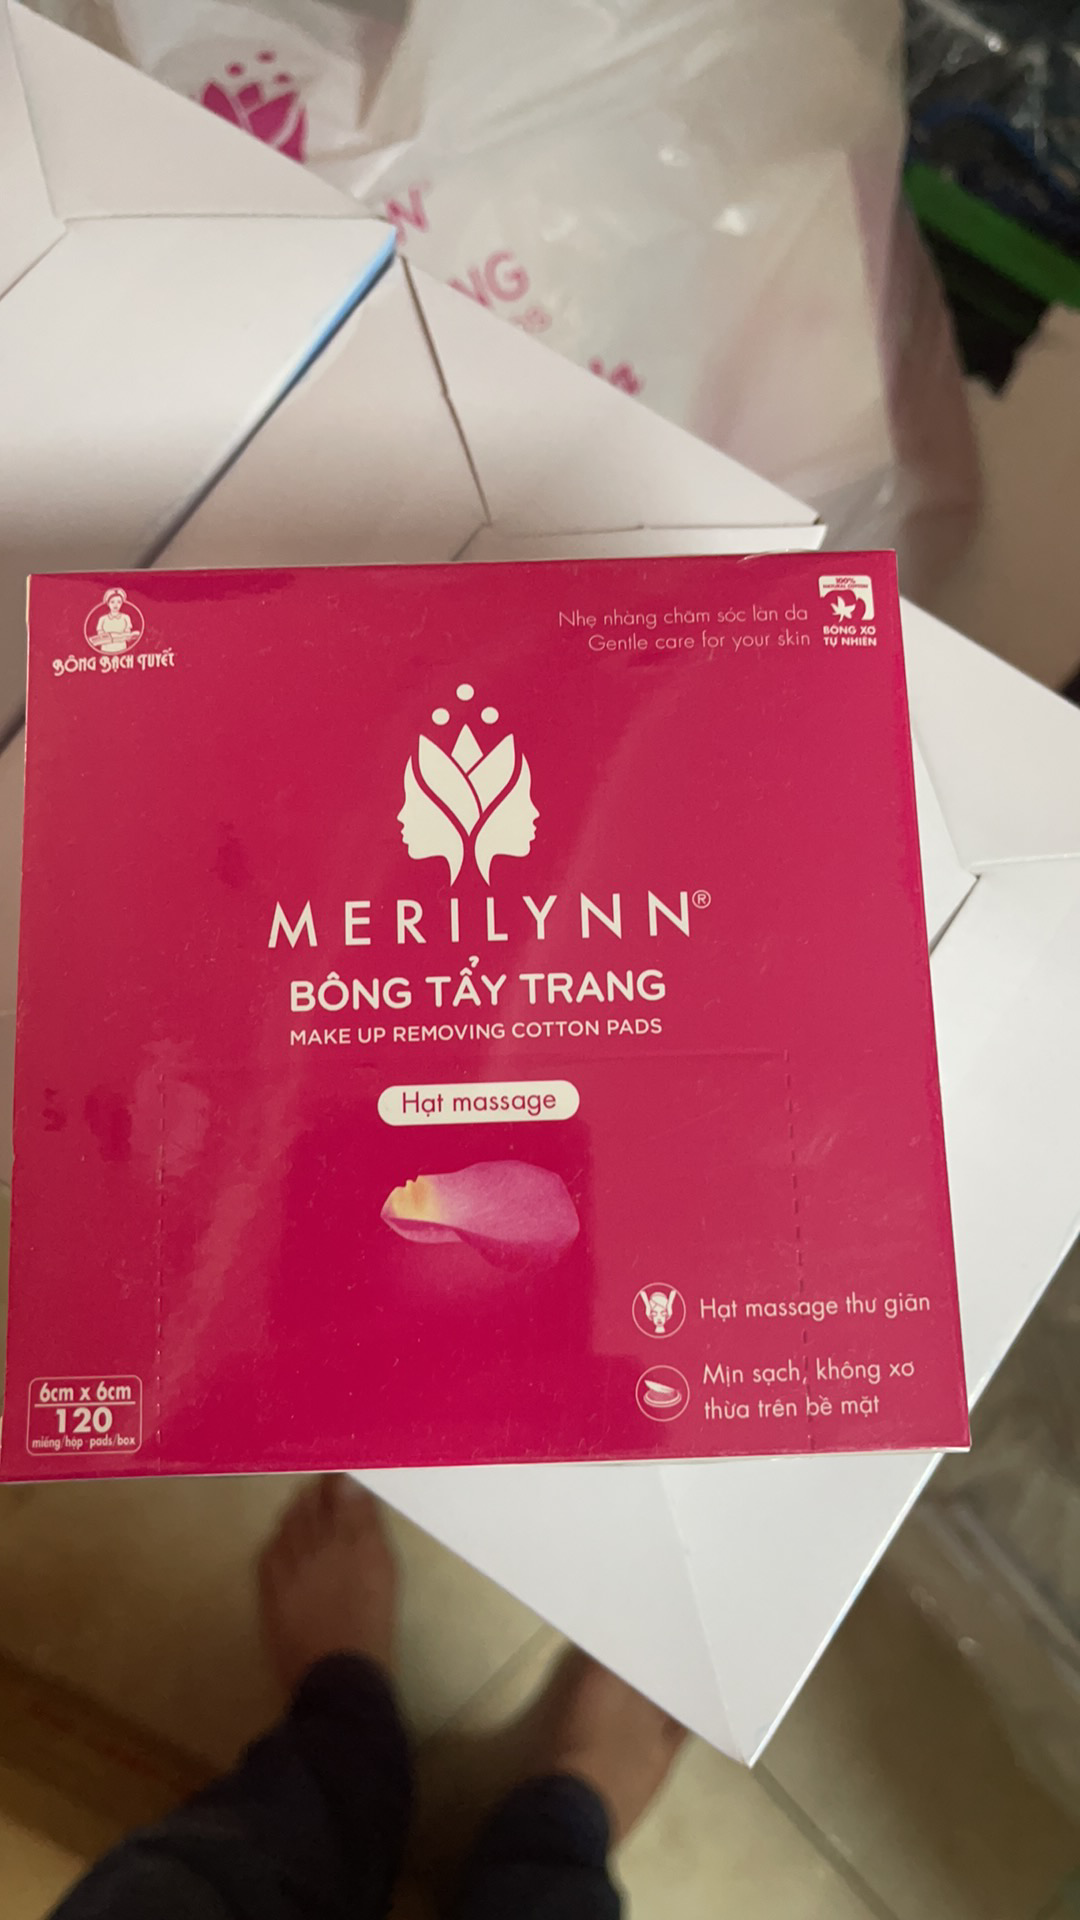 N
NG
BÔNG BẠCH TUYẾT
Nhẹ nhàng chăm sóc làn da
Gentle care for your skin
100%
BÔNG XƠ
TỰ NHIÊN
MERILYNN®
BÔNG TẨY TRANG
MAKE UP REMOVING COTTON PADS
Hạt massage
Hạt massage thư giãn
Mịn sạch, không xơ
thừa trên bề mặt
6cm x 6cm
120
miếng/hộp - pads/box